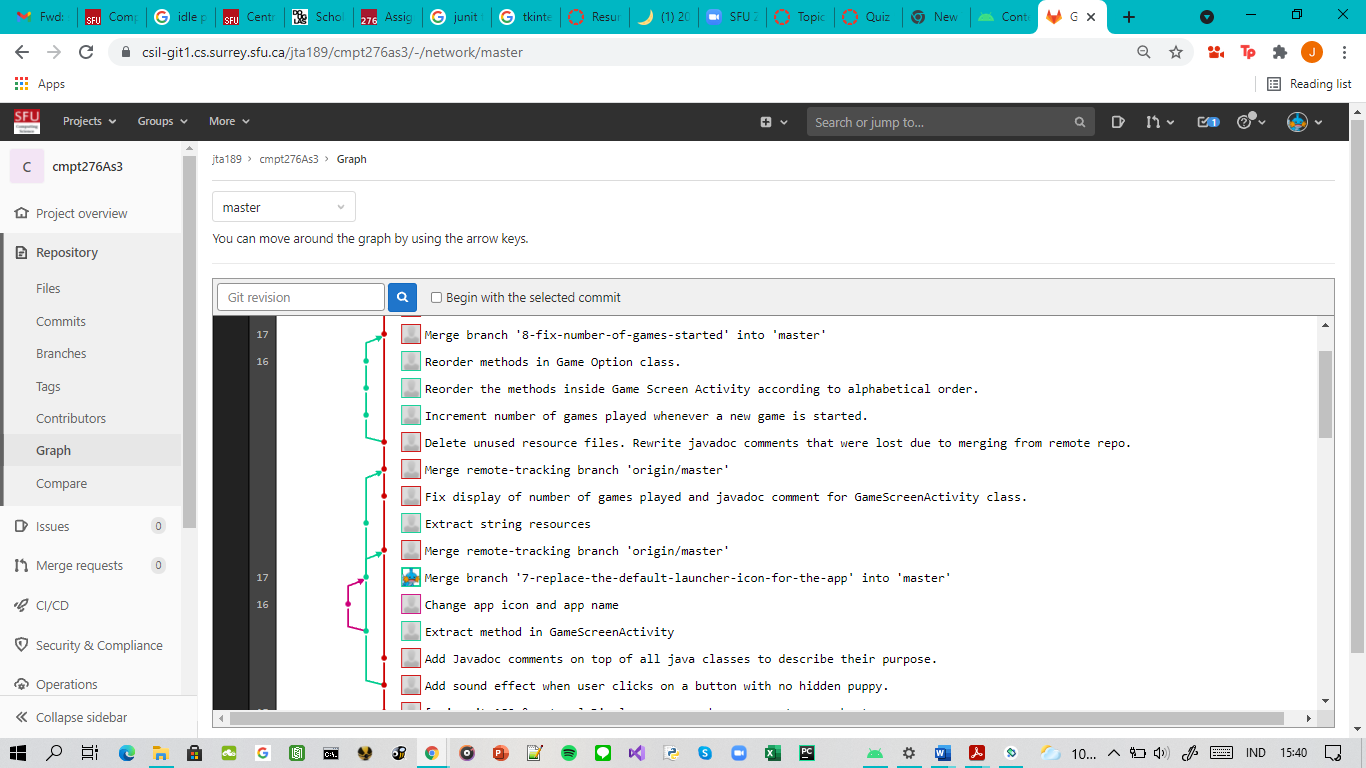 Fwd:
SFU
Comp
idle p
SFU
Centr
Schol
276
Assig
junit
tkinte
Resur
(1) 20
SFU Z
Topic
Quiz
New
Conte
G
csil-git1.cs.surrey.sfu.ca/jta189/cmpt276as3/-/network/master
Tp
J
Apps
Reading list
SFU
Projects
Groups
More
Search or jump to...
1
C
cmpt276As3
Project overview
Repository
Files
Commits
Branches
Tags
Contributors
Graph
Compare
Issues 0
Merge requests 0
CI/CD
Security & Compliance
Operations
Collapse sidebar
jta189 > cmpt276As3 > Graph
master
You can move around the graph by using the arrow keys.
Git revision
Begin with the selected commit
17 Merge branch '8-fix-number-of-games-started' into 'master'
16 Reorder methods in Game Option class.
Reorder the methods inside Game Screen Activity according to alphabetical order.
Increment number of games played whenever a new game is started.
Delete unused resource files. Rewrite javadoc comments that were lost due to merging from remote repo.
Merge remote-tracking branch 'origin/master'
Fix display of number of games played and javadoc comment for GameScreenActivity class.
Extract string resources
Merge remote-tracking branch 'origin/master'
17 Merge branch '7-replace-the-default-launcher-icon-for-the-app' into 'master'
16 Change app icon and app name
Extract method in GameScreenActivity
Add Javadoc comments on top of all java classes to describe their purpose.
Add sound effect when user clicks on a button with no hidden puppy.
10...
IND
15:40